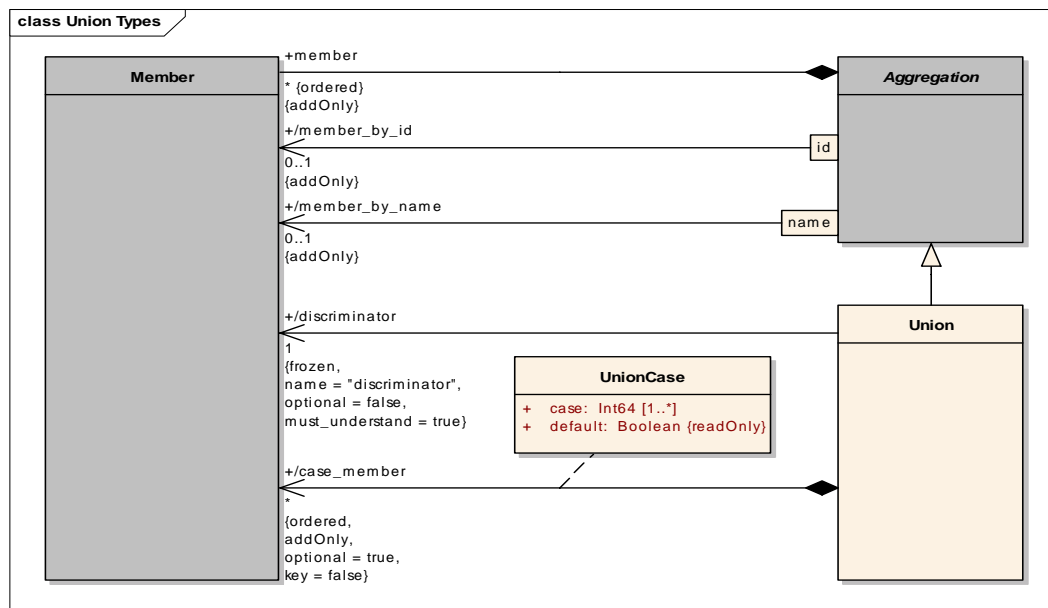 class Union Types
+member
Member
Aggregation
* {ordered}
{addOnly}
+/member_by_id
id
0..1
{addOnly}
+/member_by_name
name
0..1
{addOnly}
+/discriminator
Union
1
{frozen,
name = "discriminator",
optional = false,
must_understand = true}
UnionCase
+ case: Int64 [1..*]
+ default: Boolean {readOnly}
+/case_member
*
{ordered,
addOnly,
optional = true,
key = false}